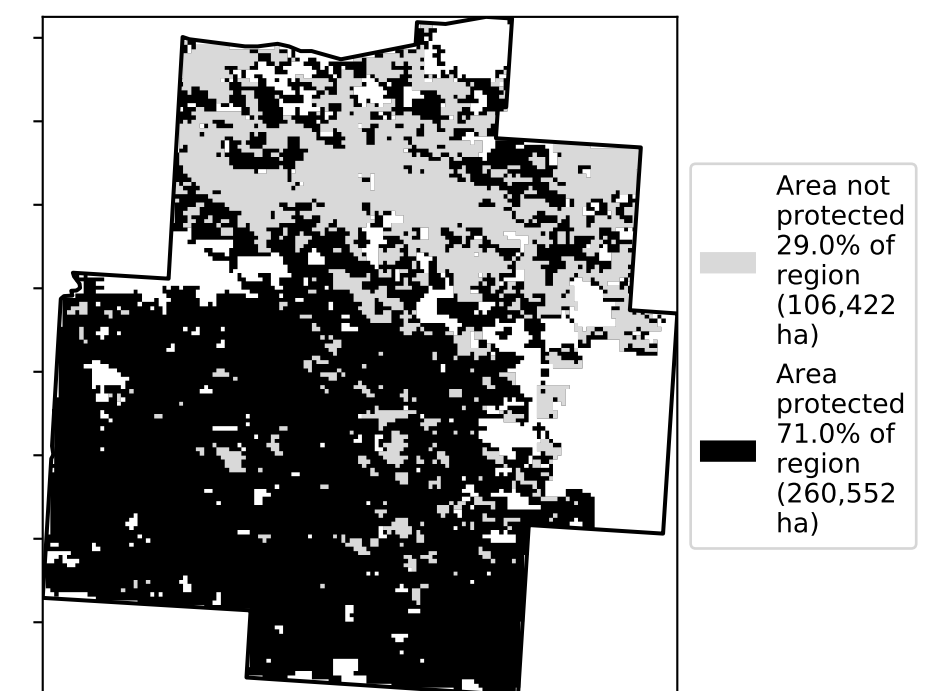 Area not
protected
29.0% of
region
(106,422
ha)
Area
protected
71.0% of
region
(260,552
ha)